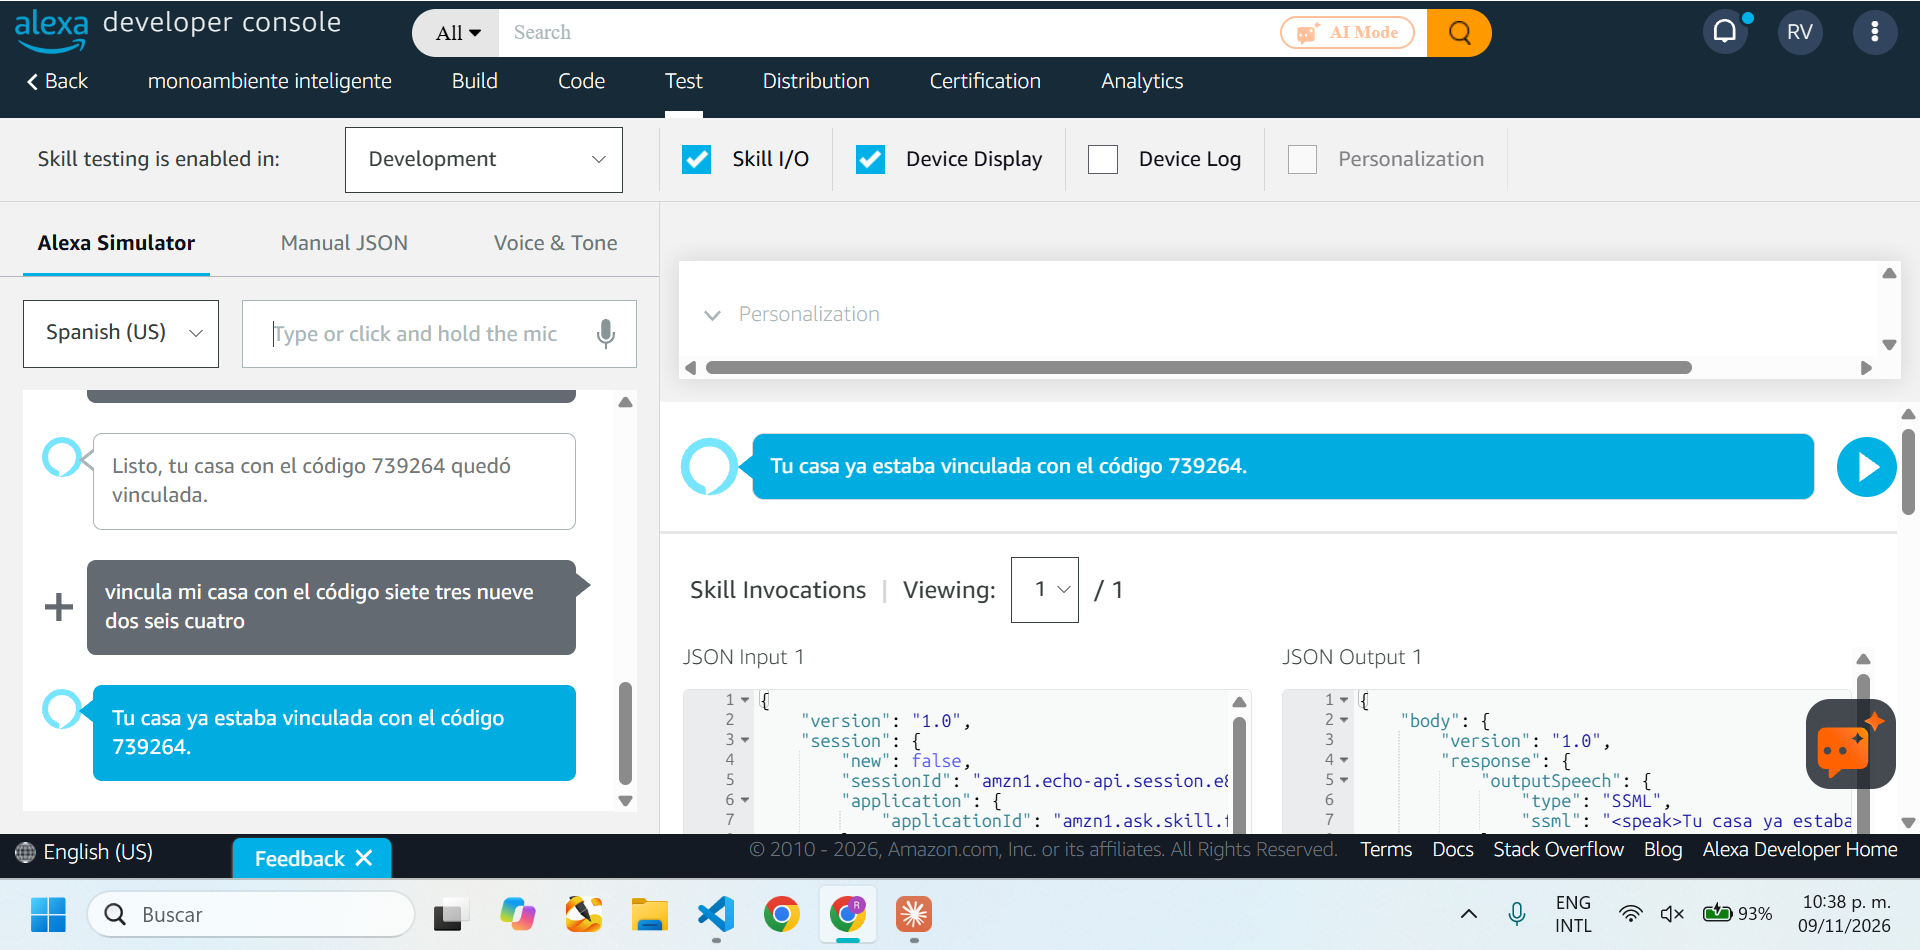 alexa developer console
All
Search
AI Mode
RV
Back
monoambiente inteligente
Build
Code
Test
Distribution
Certification
Analytics
Skill testing is enabled in:
Development
Skill I/O
Device Display
Device Log
Personalization
Alexa Simulator
Manual JSON
Voice & Tone
Spanish (US)
Type or click and hold the mic
Listo, tu casa con el código 739264 quedó
vinculada.
vincula mi casa con el código siete tres nueve
dos seis cuatro
Tu casa ya estaba vinculada con el código
739264.
Personalization
Tu casa ya estaba vinculada con el código 739264.
Skill Invocations | Viewing:
1
/ 1
JSON Input 1
1 {
2 "version": "1.0",
3 "session": {
4 "new": false,
5 "sessionId": "amzn1.echo-api.session.e8
6 "application": {
7 "applicationId": "amzn1.ask.skill.
JSON Output 1
1 {
2 "body": {
3 "version": "1.0",
4 "response": {
5 "outputSpeech": {
6 "type": "SSML",
7 "ssml": "<speak>Tu casa ya estaba
English (US)
Feedback
© 2010 - 2026, Amazon.com, Inc. or its affiliates. All Rights Reserved.
Terms
Docs
Stack Overflow
Blog
Alexa Developer Home
Buscar
ENG
INTL
93%
10:38 p. m.
09/11/2026